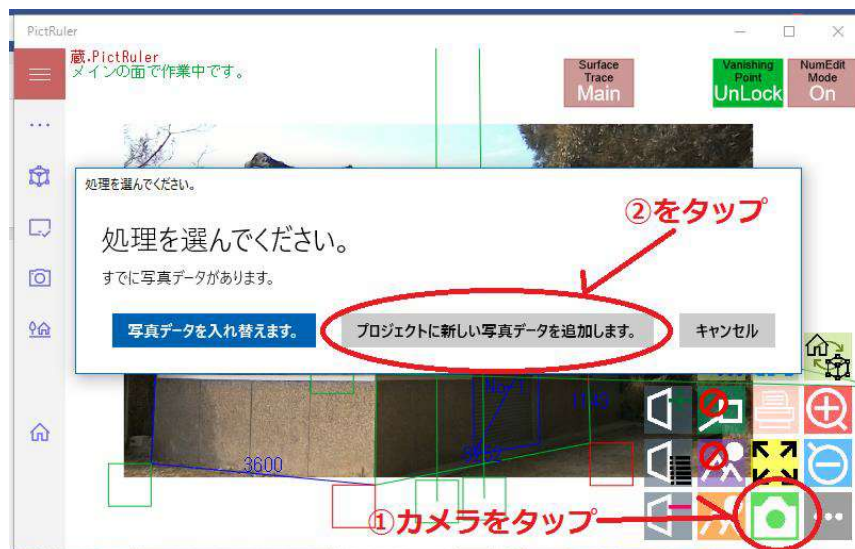 PictRuler
蔵.PictRuler
メインの面で作業中です。
Surface
Trace
Main
Vanishing
Point
UnLock
NumEdit
Mode
On
処理を選んでください。
②をタップ
処理を選んでください。
すでに写真データがあります。
写真データを入れ替えます。
プロジェクトに新しい写真データを追加します。
キャンセル
1140
3600
①カメラをタップ